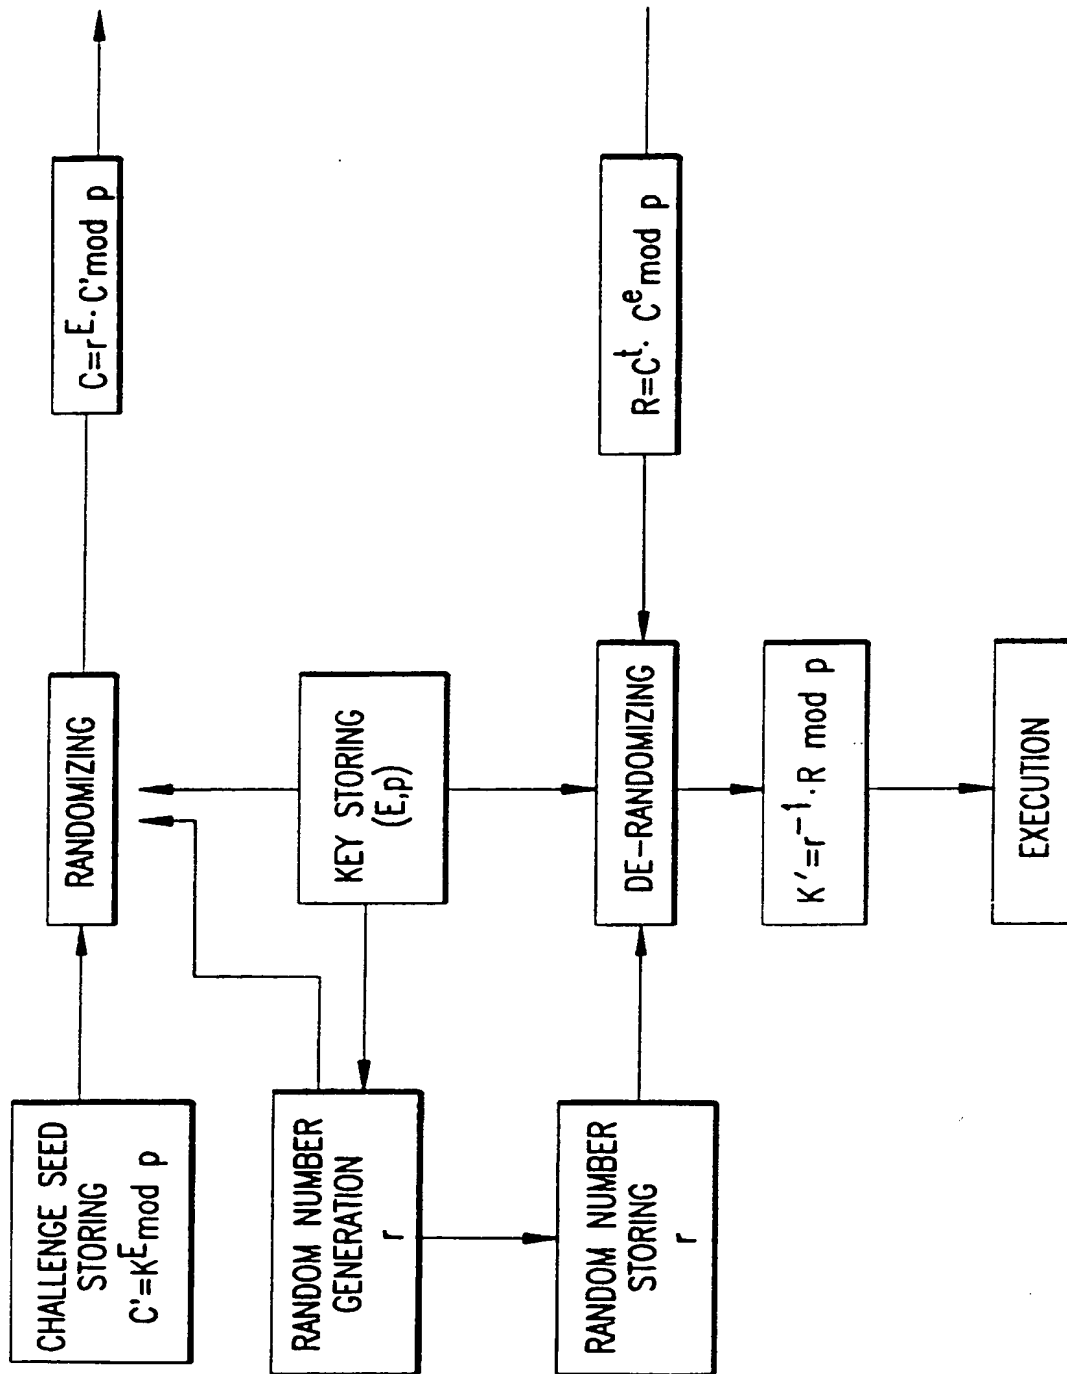 CHALLENGE SEED
STORING
C'=K^E mod p
RANDOMIZING
C=r^E. C'mod p
RANDOM NUMBER
GENERATION
r
KEY STORING
(E,p)
RANDOM NUMBER
STORING
r
DE-RANDOMIZING
R=C^t. C^e mod p
K'=r^-1.R mod p
EXECUTION